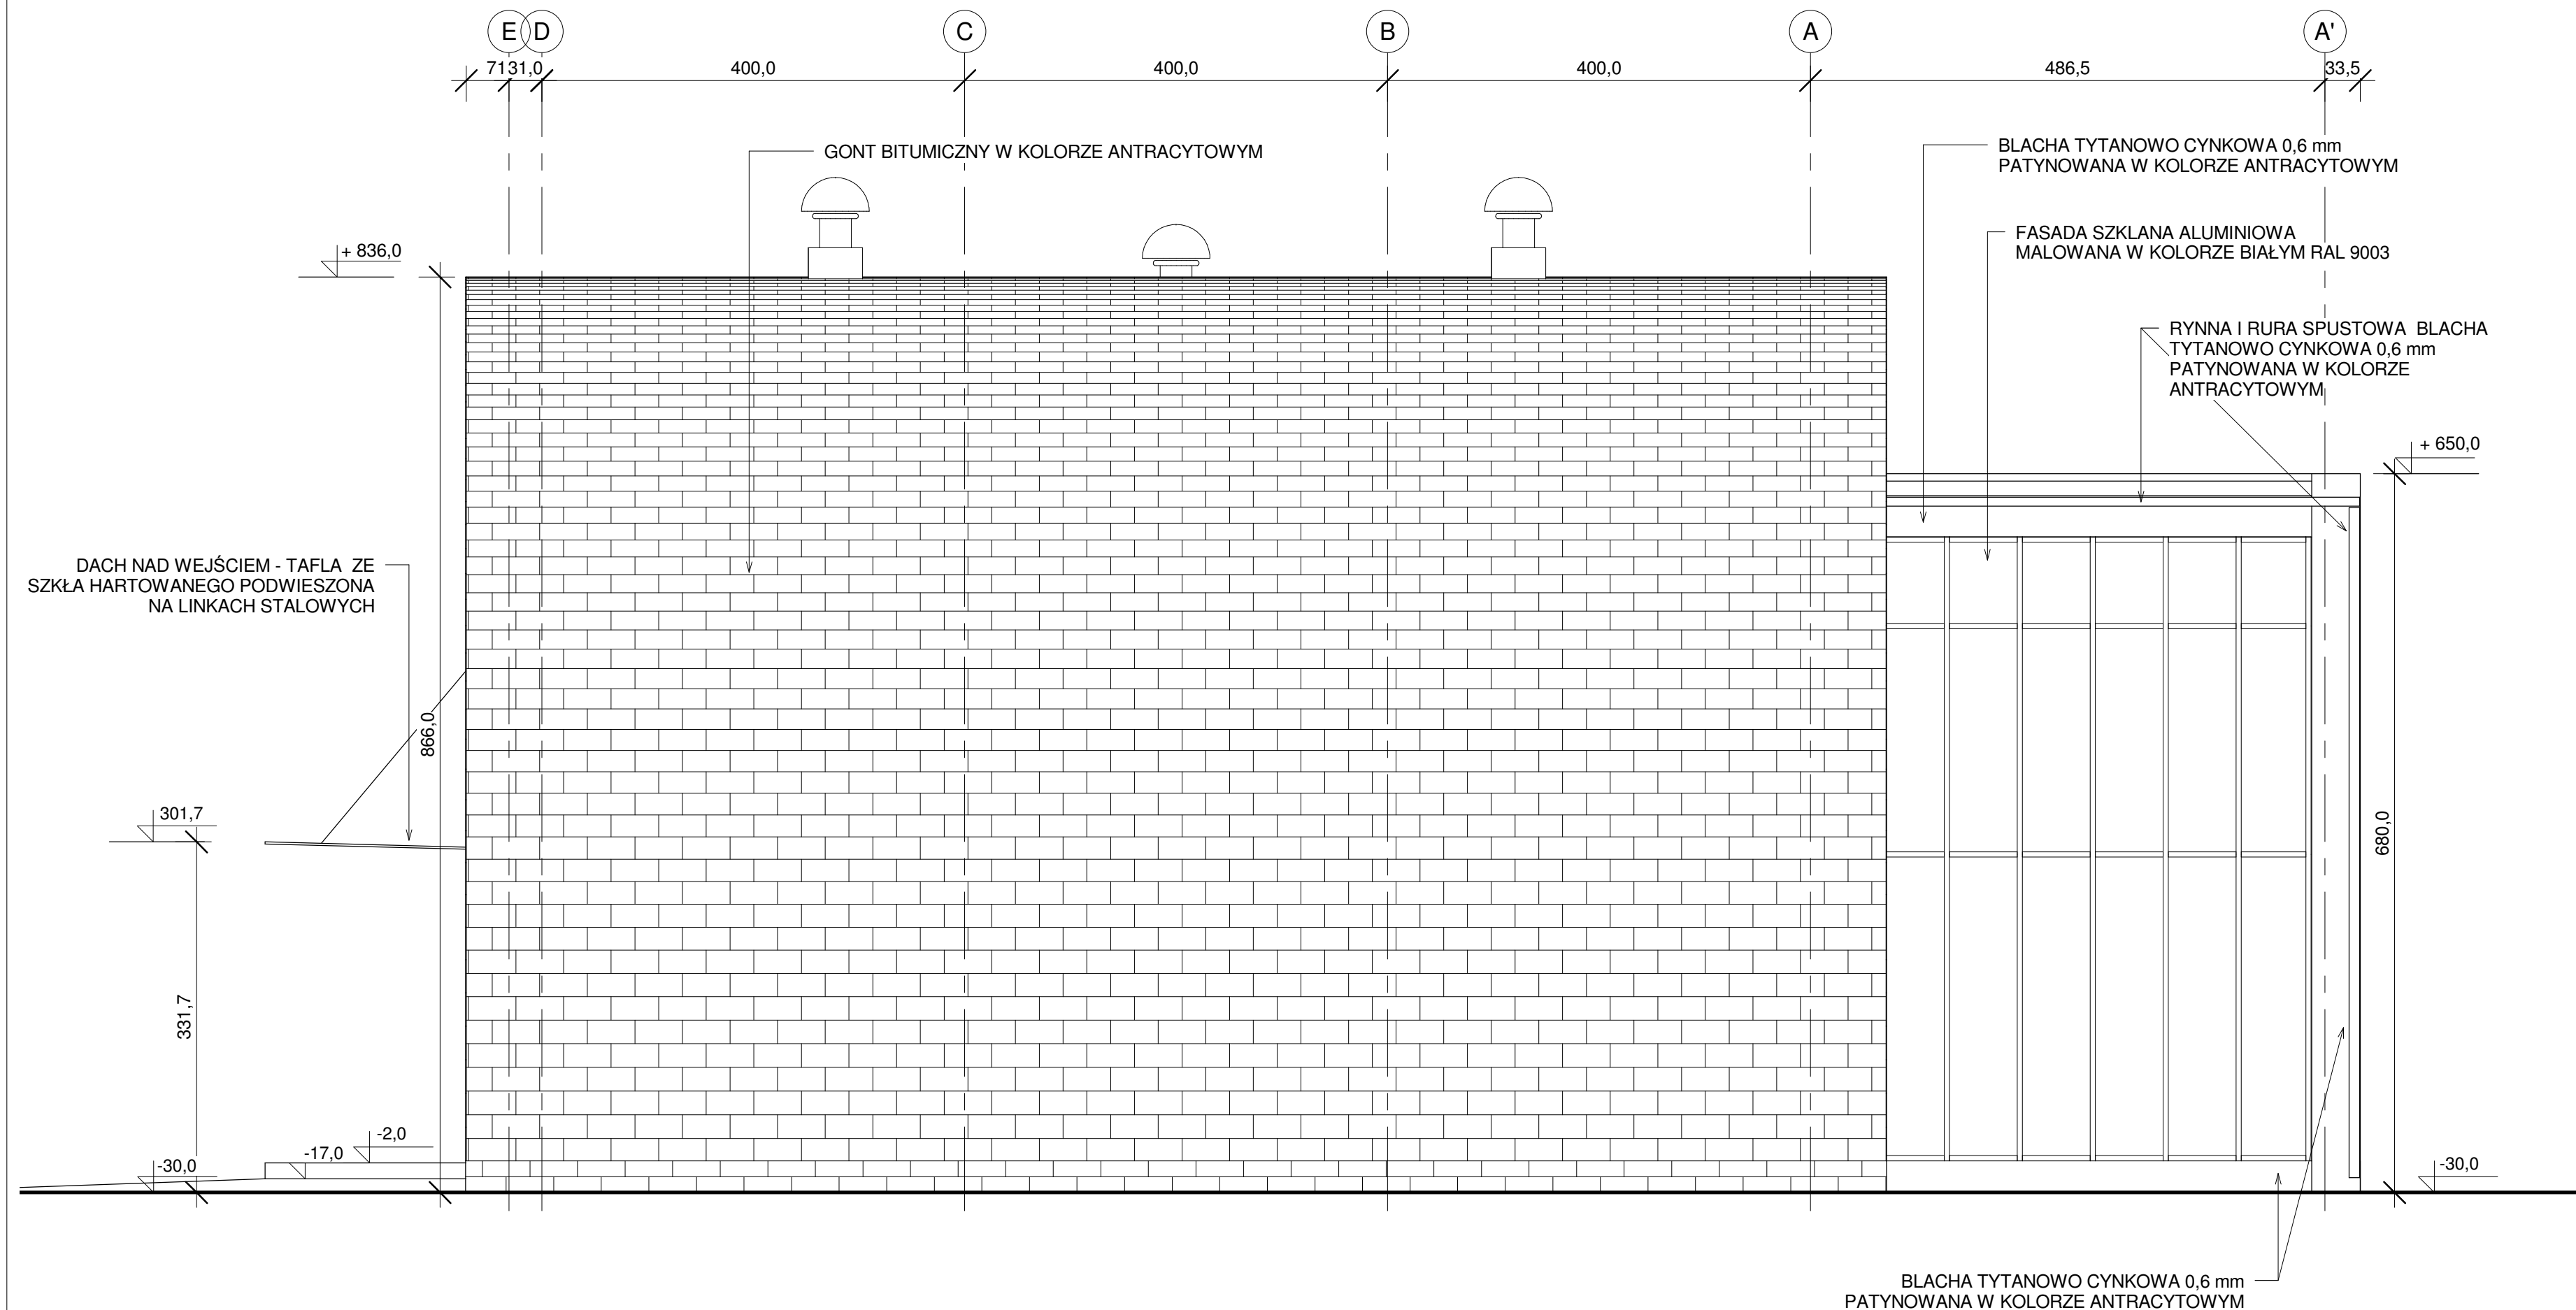 E D C B A A'
7131,0 400,0 400,0 400,0 486,5 33,5
GONT BITUMICZNY W KOLORZE ANTRACYTOWYM
BLACHA TYTANOWO CYNKOWA 0,6 mm
PATYNOWANA W KOLORZE ANTRACYTOWYM
FASADA SZKLANA ALUMINIOWA
MALOWANA W KOLORZE BIAŁYM RAL 9003
+ 836,0
RYNNA I RURA SPUSTOWA BLACHA
TYTANOWO CYNKOWA 0,6 mm
PATYNOWANA W KOLORZE
ANTRACYTOWYM
+ 650,0
DACH NAD WEJŚCIEM - TAFLA ZE
SZKŁA HARTOWANEGO PODWIESZONA
NA LINKACH STALOWYCH
866,0
301,7
680,0
331,7
-2,0
-17,0
-30,0
-30,0
BLACHA TYTANOWO CYNKOWA 0,6 mm
PATYNOWANA W KOLORZE ANTRACYTOWYM